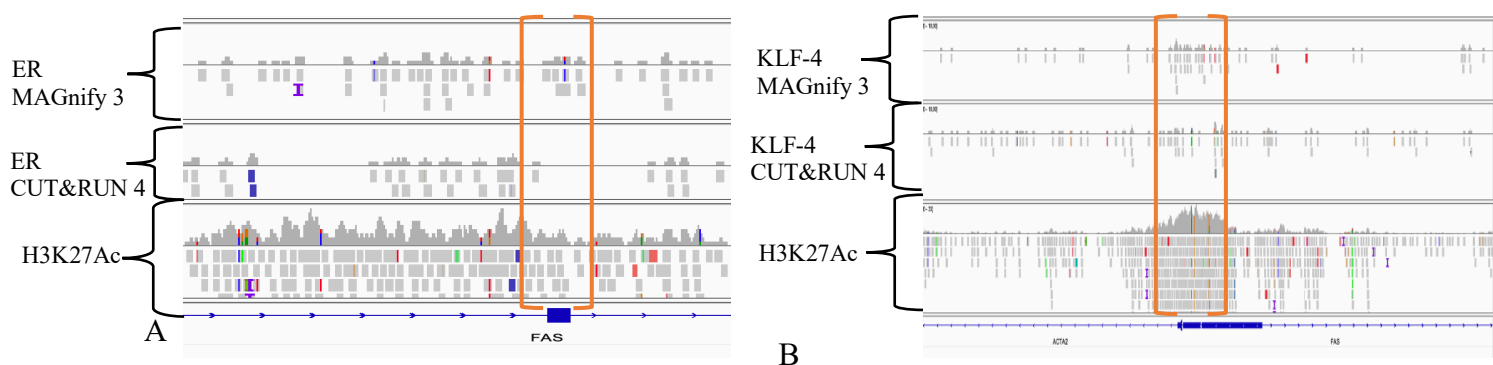 ER
MAGnify 3
ER
CUT&RUN 4
H3K27Ac
FAS
A
KLF-4
MAGnify 3
KLF-4
CUT&RUN 4
H3K27Ac
ACTA2
FAS
B